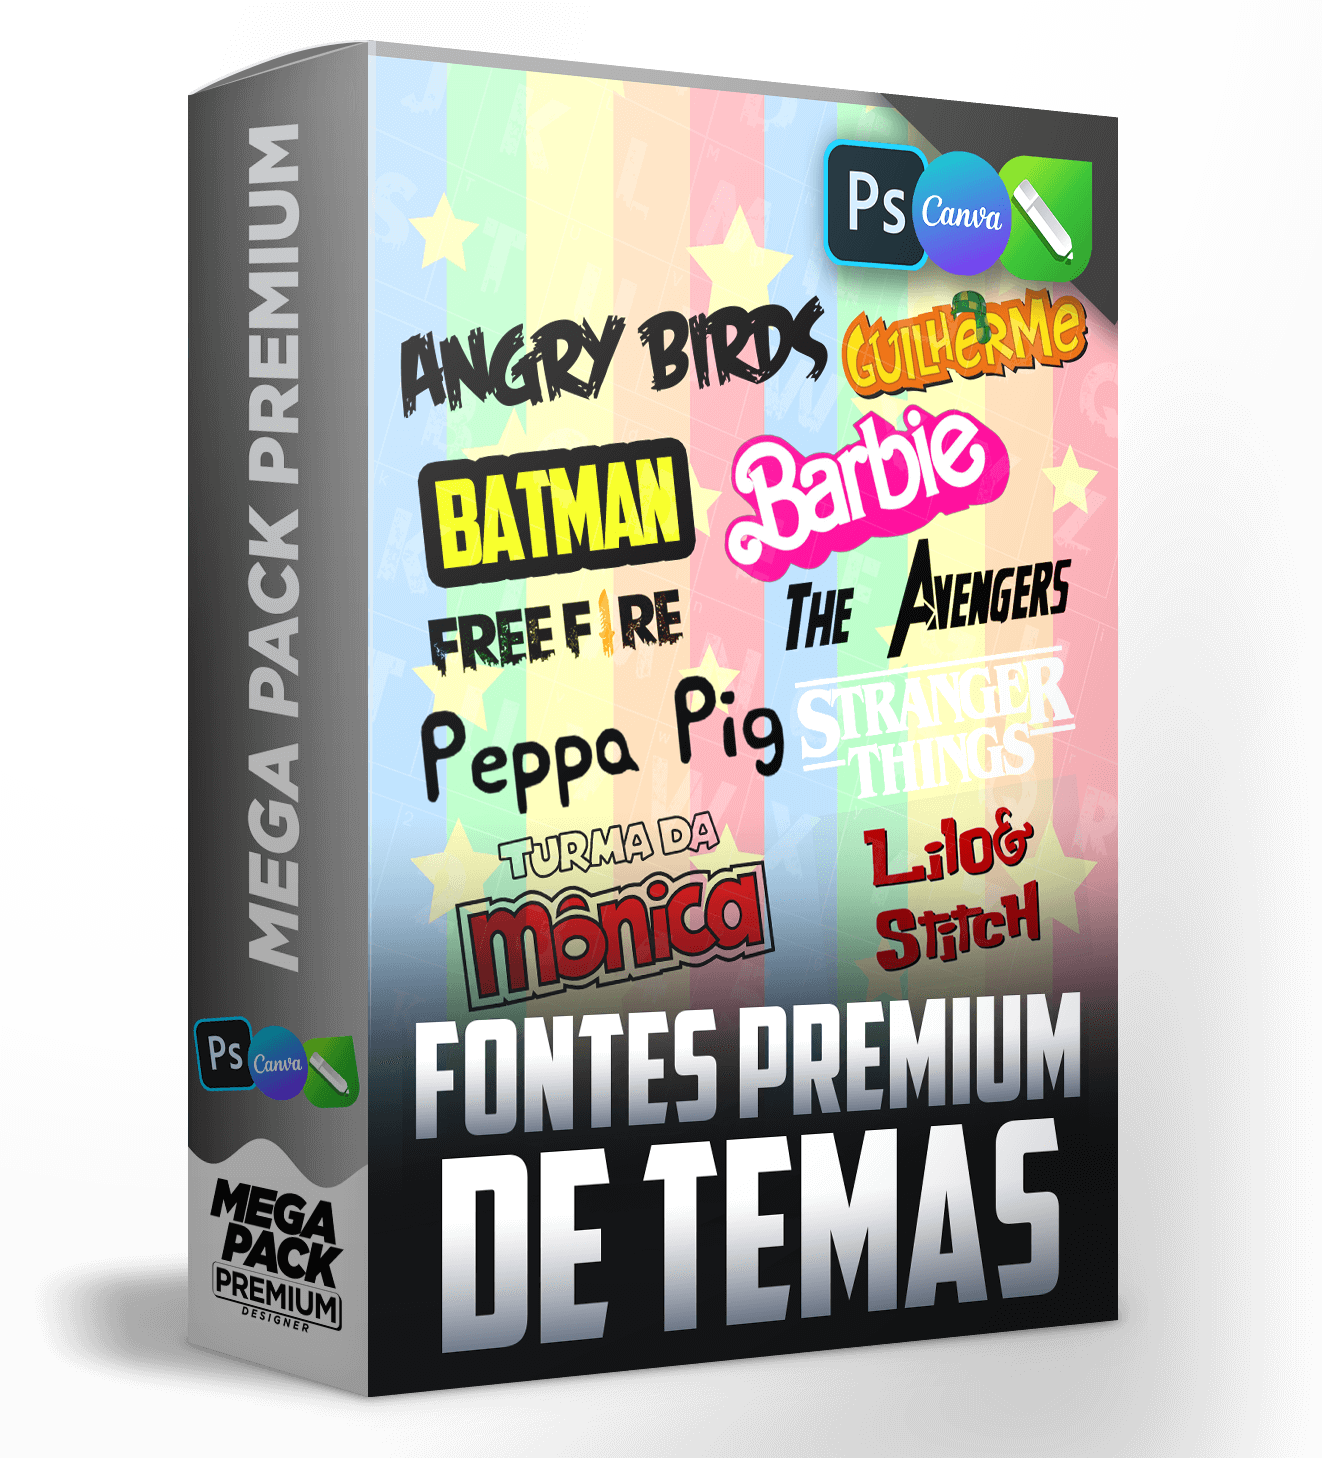 MEGA PACK PREMIUM
Ps Canva
MEGA
PACK
PREMIUM
DESIGNER
Ps Canva
ANGRY BIRDS
GUILHERME
BATMAN
Barbie
FREE FIRE
THE AVENGERS
Peppa Pig
STRANGER
THINGS
TURMA DA
MÔNICA
Lilo&
Stitch
FONTES PREMIUM
DE TEMAS